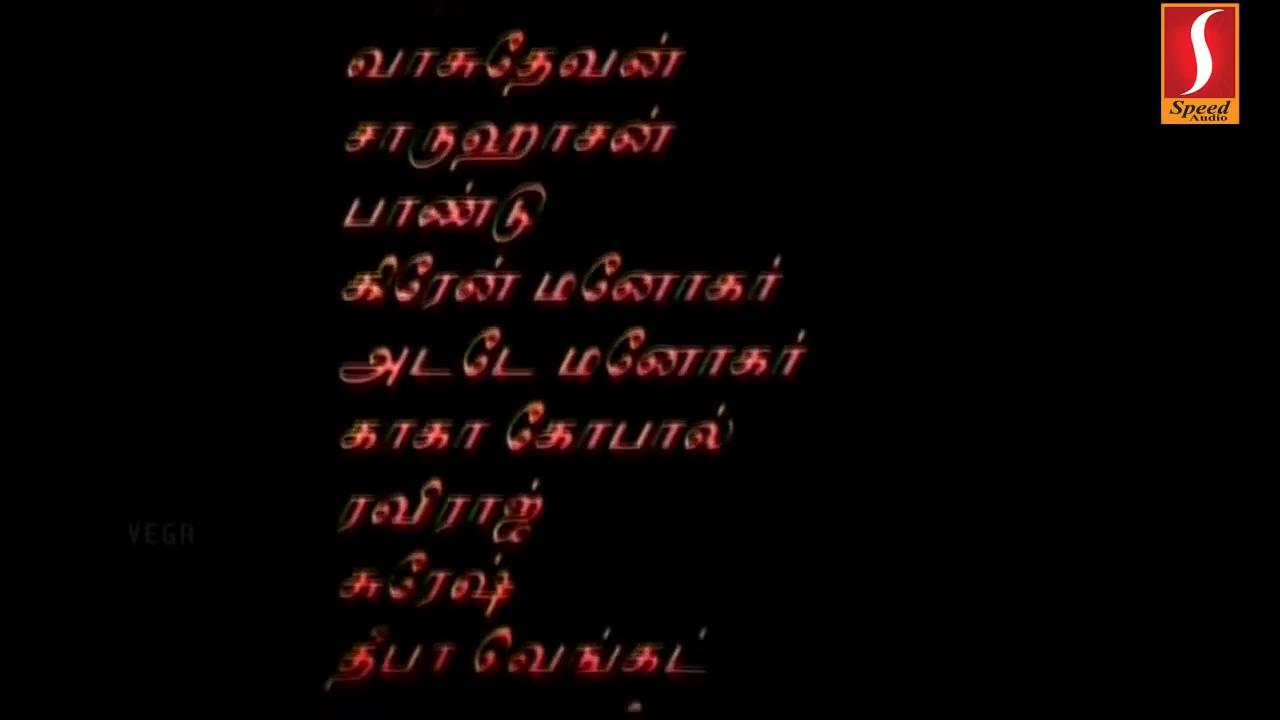 வாசுதேவன்
சாருஹாசன்
பாண்டு
கிரேன் மனோகர்
அடடே மனோகர்
காகா கோபால்
ரவிராஜ்
சுரேஷ்
தீபா வெங்கட்
S
Speed
Audio
VEGA